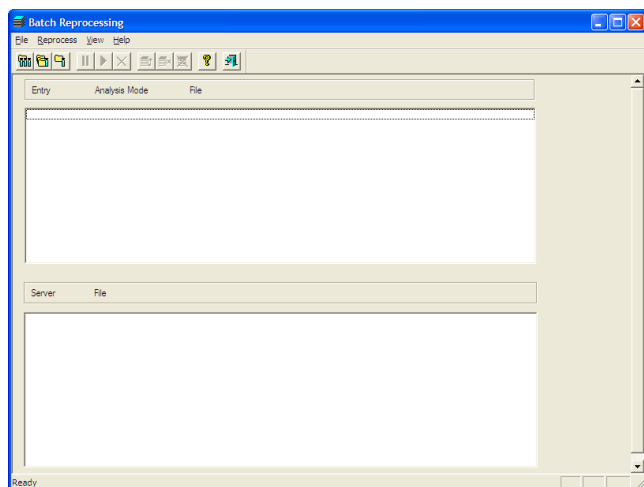 Batch Reprocessing
File Reprocess View Help
Entry Analysis Mode File
Server File
Ready